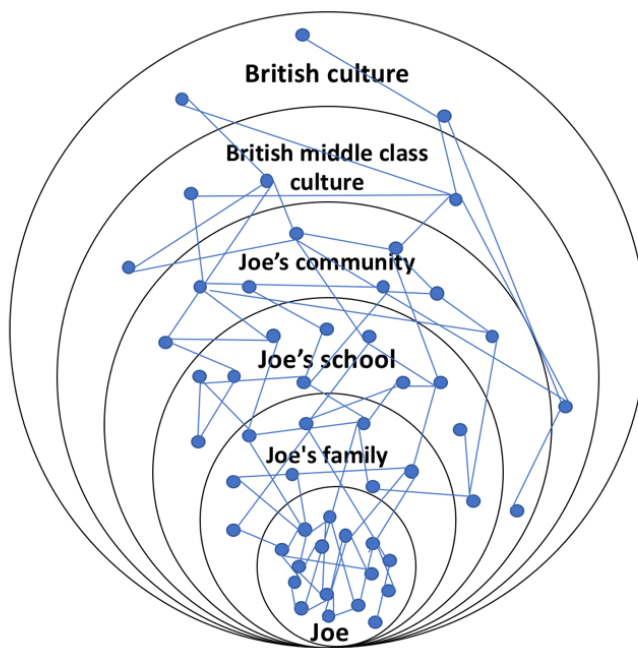 British culture
British middle class
culture
Joe’s community
Joe’s school
Joe's family
Joe